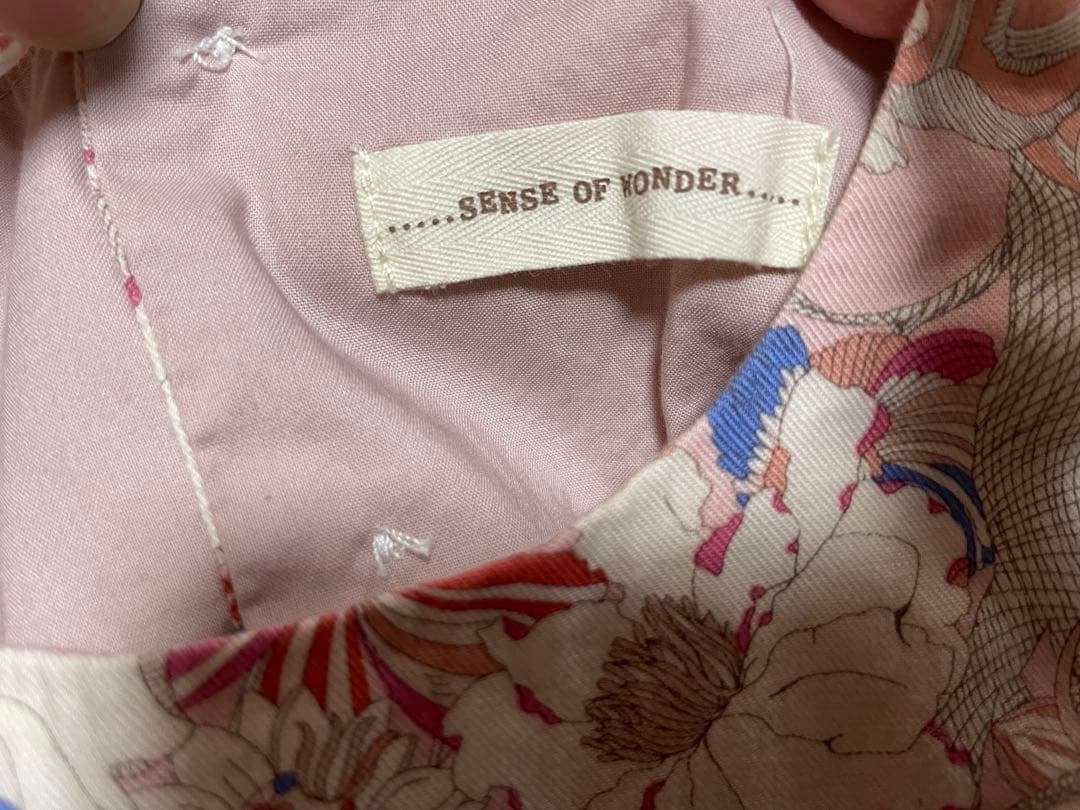 .....SENSE OF WONDER.....